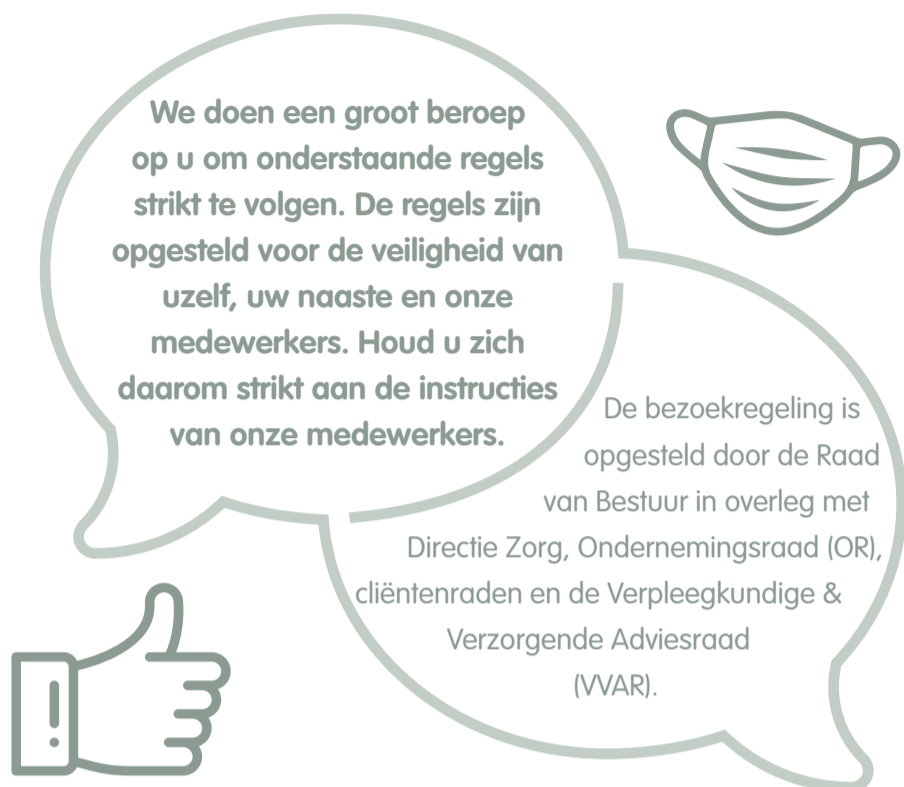 We doen een groot beroep
op u om onderstaande regels
strikt te volgen. De regels zijn
opgesteld voor de veiligheid van
uzelf, uw naaste en onze
medewerkers. Houd u zich
daarom strikt aan de instructies
van onze medewerkers.
De bezoekregeling is
opgesteld door de Raad
van Bestuur in overleg met
Directie Zorg, Ondernemingsraad (OR),
cliëntenraden en de Verpleegkundige &
Verzorgende Adviesraad
(VVAR).